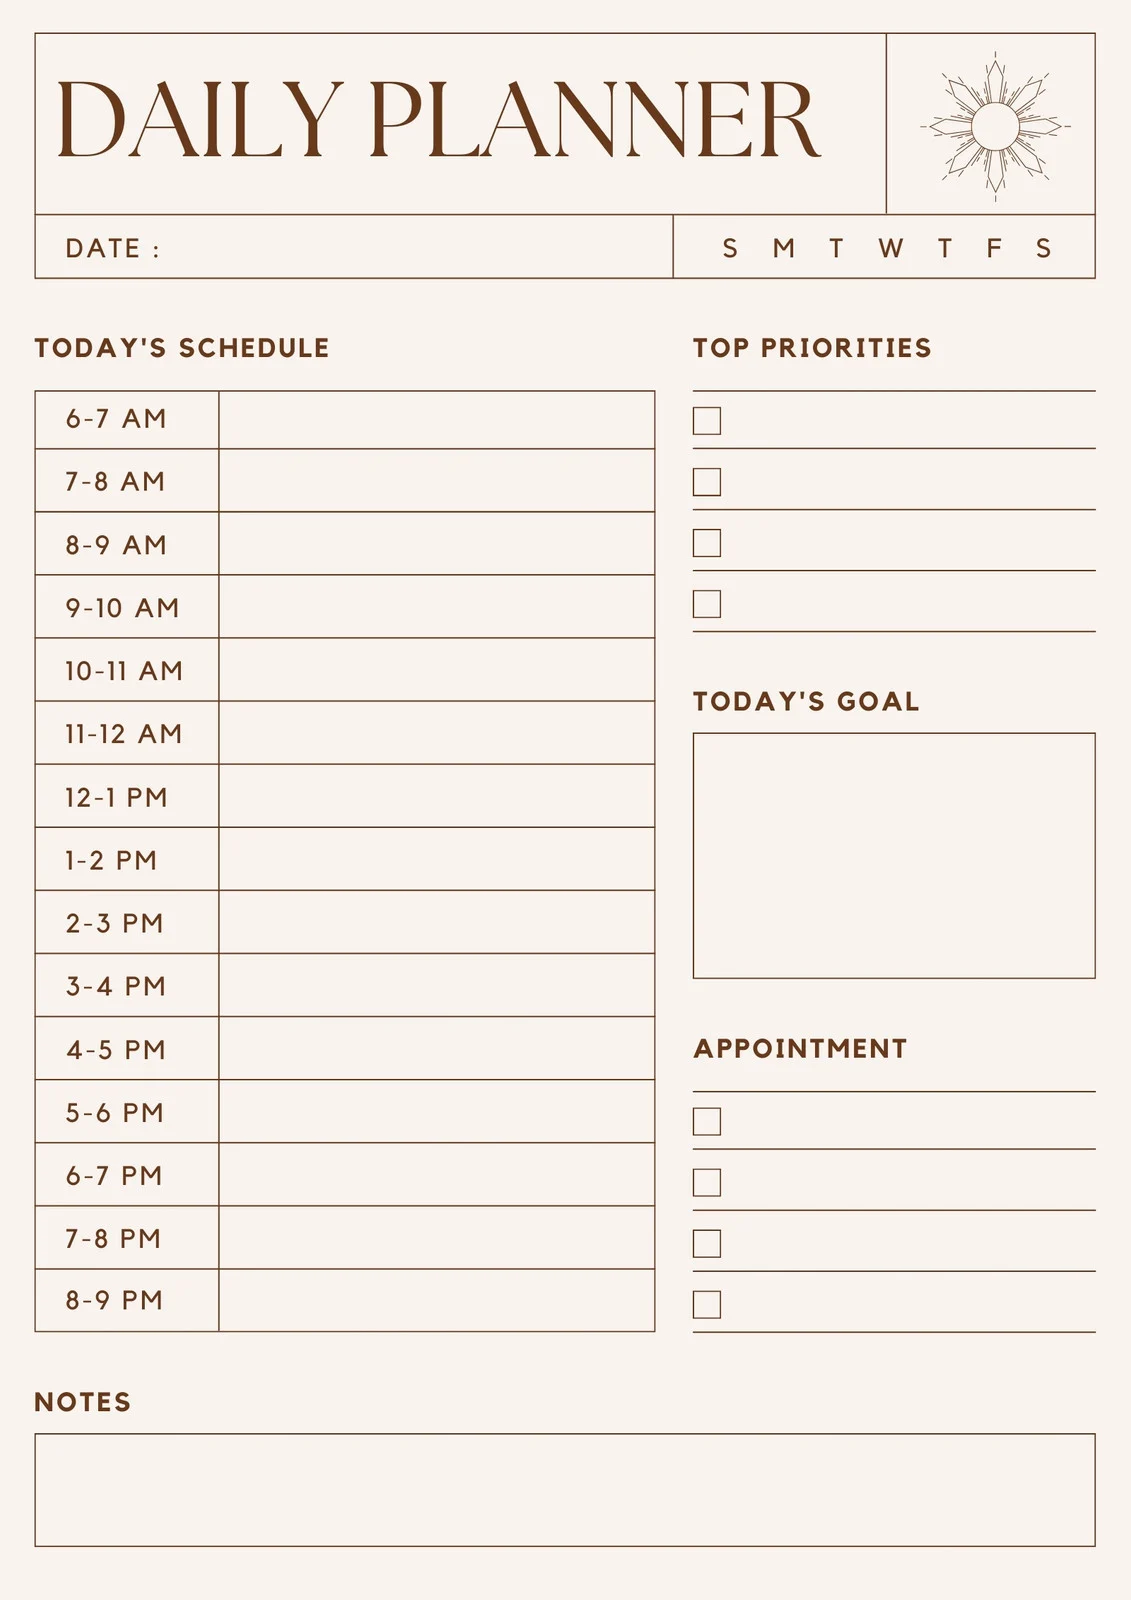 DAILY PLANNER
DATE :
S M T W T F S
TODAY'S SCHEDULE
6-7 AM
7-8 AM
8-9 AM
9-10 AM
10-11 AM
11-12 AM
12-1 PM
1-2 PM
2-3 PM
3-4 PM
4-5 PM
5-6 PM
6-7 PM
7-8 PM
8-9 PM
TOP PRIORITIES
TODAY'S GOAL
APPOINTMENT
NOTES